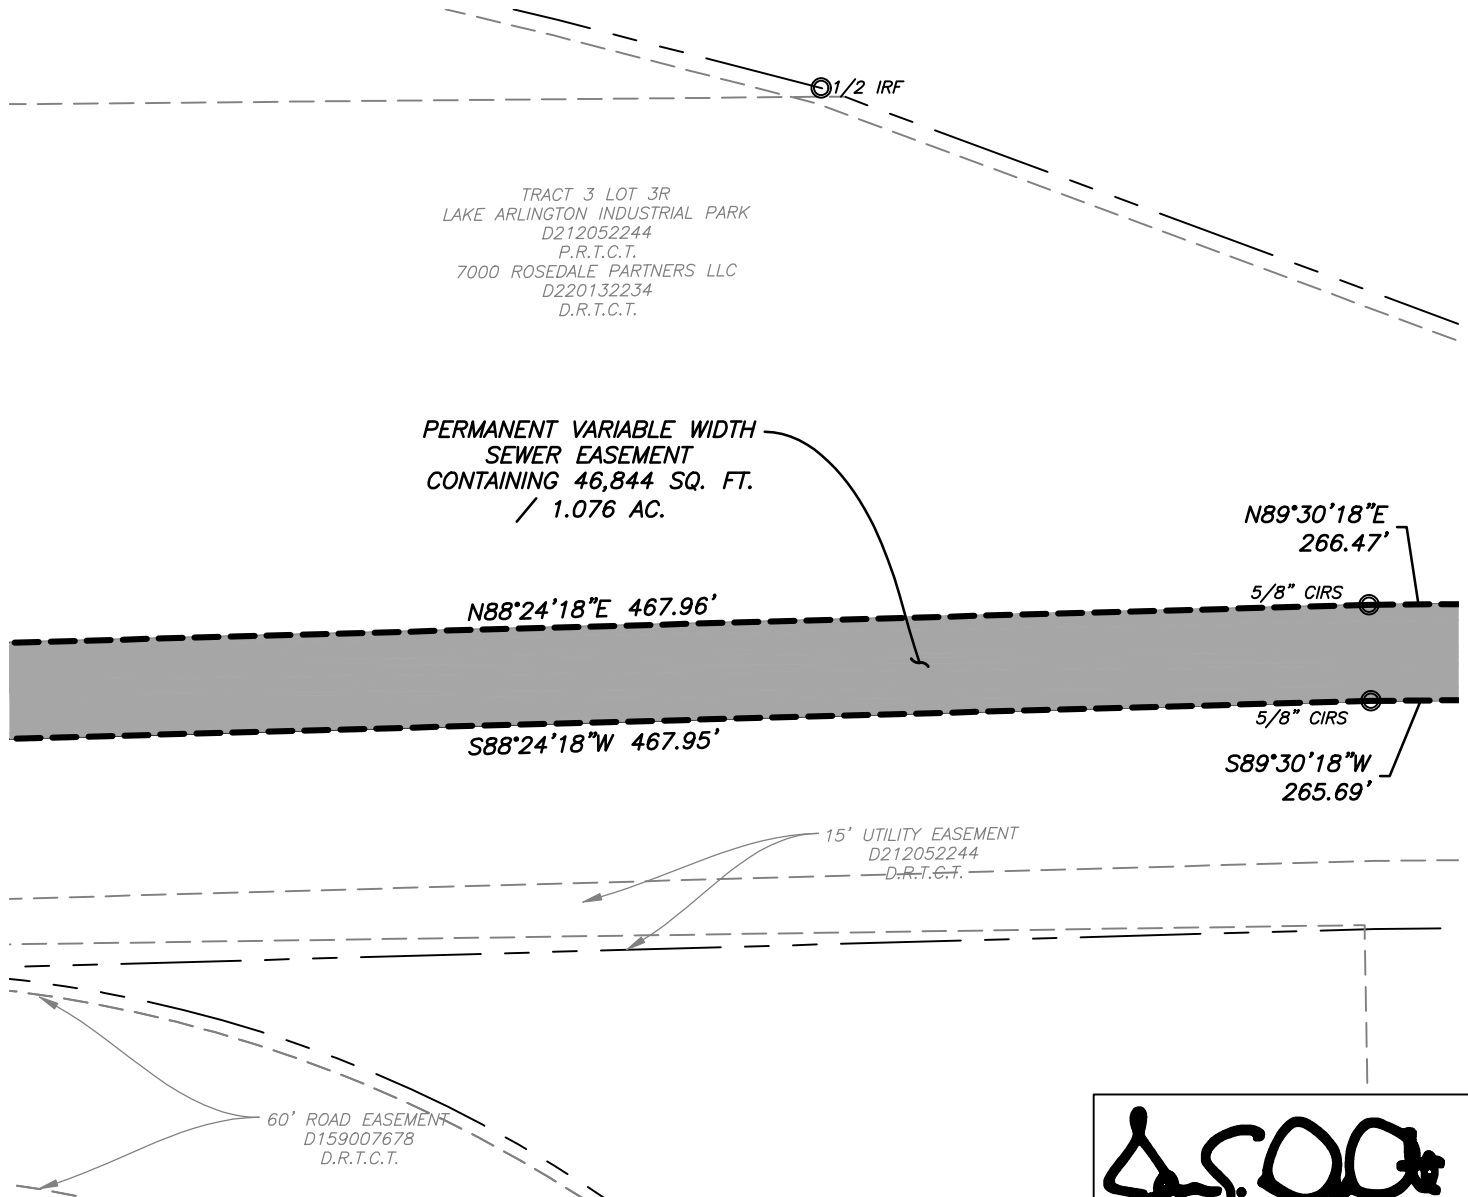 1/2 IRF
TRACT 3 LOT 3R
LAKE ARLINGTON INDUSTRIAL PARK
D212052244
P.R.T.C.T.
7000 ROSEDALE PARTNERS LLC
D220132234
D.R.T.C.T.
PERMANENT VARIABLE WIDTH
SEWER EASEMENT
CONTAINING 46,844 SQ. FT.
/ 1.076 AC.
N89°30'18"E
266.47'
5/8" CIRS
N88°24'18"E 467.96'
S88°24'18"W 467.95'
5/8" CIRS
S89°30'18"W
265.69'
15' UTILITY EASEMENT
D212052244
D.R.T.C.T.
60' ROAD EASEMENT
D159007678
D.R.T.C.T.